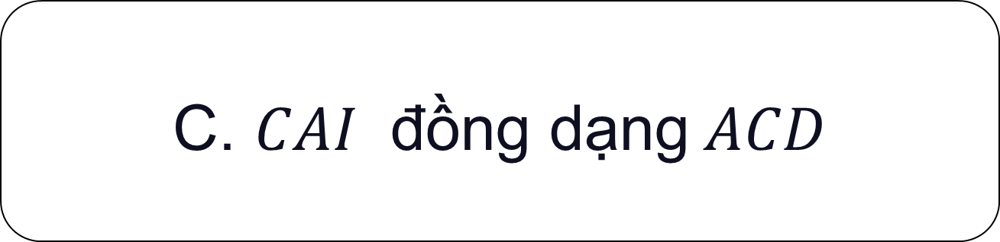 C. 𝐶𝐴𝐼 đồng dạng 𝐴𝐶𝐷